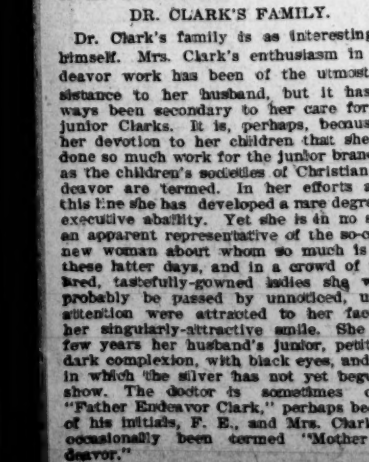 DR. CLARK'S FAMILY.
Dr. Clark's family is as interesting
himself. Mrs. Clark's enthusiasm in
deavor work has been of the utmost
sistance to her husband, but it has
ways been secondary to her care for
junior Clarks. It is, perhaps, becaus
her devotion to her children that she
done so much work for the junior bran
as the children's societies of Christian
deavor are termed. In her efforts a
this line she has developed a rare degr
executive aballity. Yet she is in no s
an apparent representative of the so-c
new woman about whom so much is
these latter days, and in a crowd of
tired, tastefully-gowned ladies she w
probably be passed by unnoticed, u
attention were attracted to her fac
her singularly-attractive smile. She
few years her husband's junior, petit
dark complexion, with black eyes, and
in which the silver has not yet beg
show. The doctor is sometimes c
"Father Endeavor Clark," perhaps be
of his initials, F. E., and Mrs. Clark
occasionally been termed "Mother
deavor."